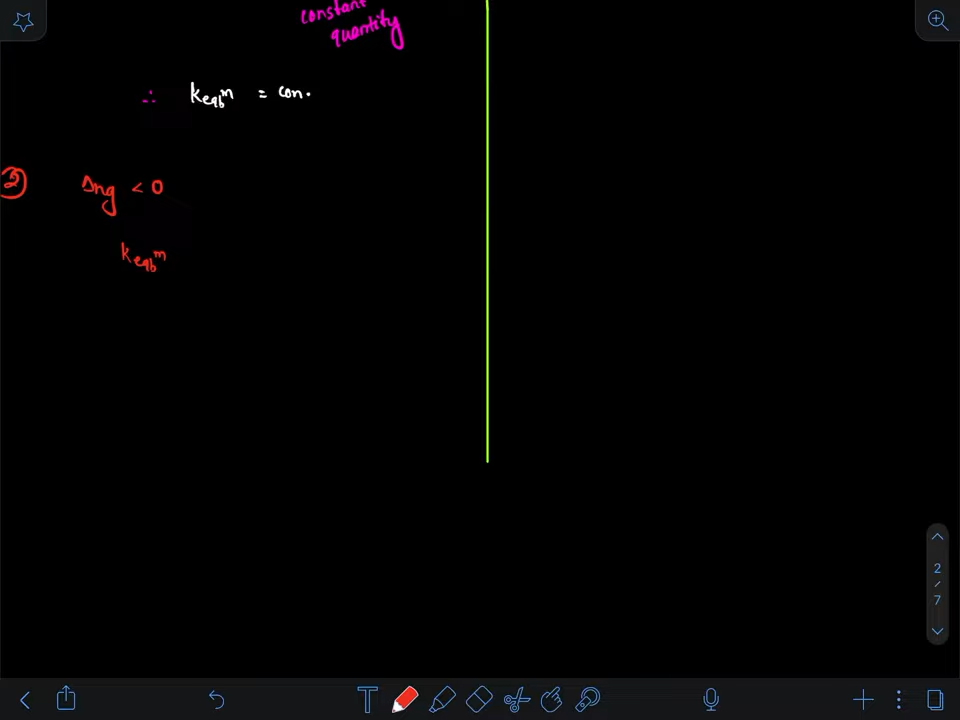 constant
quantity
∴ Keqbᵐ = con.
② Δng < 0
Keqbᵐ
T
2
7